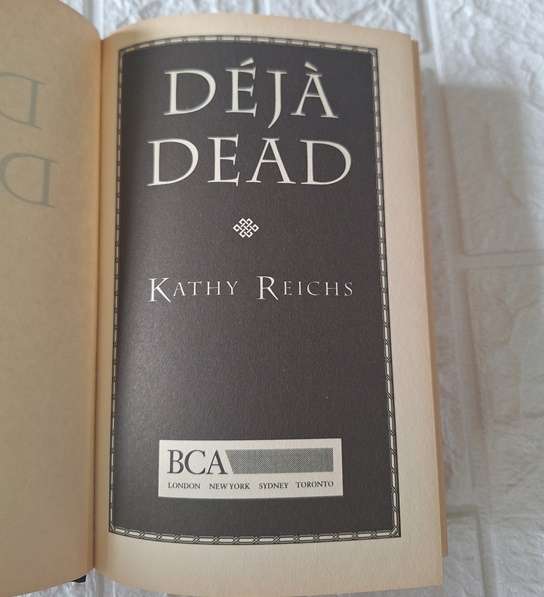 DÉJÀ
DEAD
KATHY REICHS
BCA
LONDON NEW YORK SYDNEY TORONTO